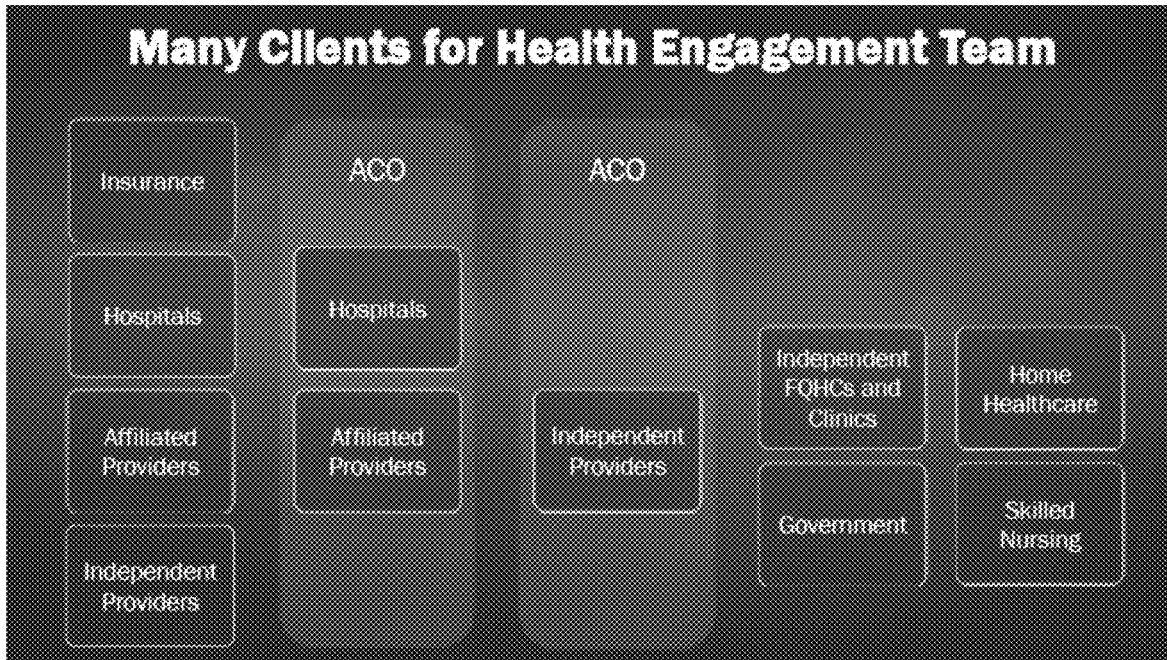 Many Clients for Health Engagement Team
Insurance
Hospitals
Affiliated
Providers
Independent
Providers
ACO
Hospitals
Affiliated
Providers
ACO
Independent
Providers
Independent
FQHCs and
Clinics
Government
Home
Healthcare
Skilled
Nursing